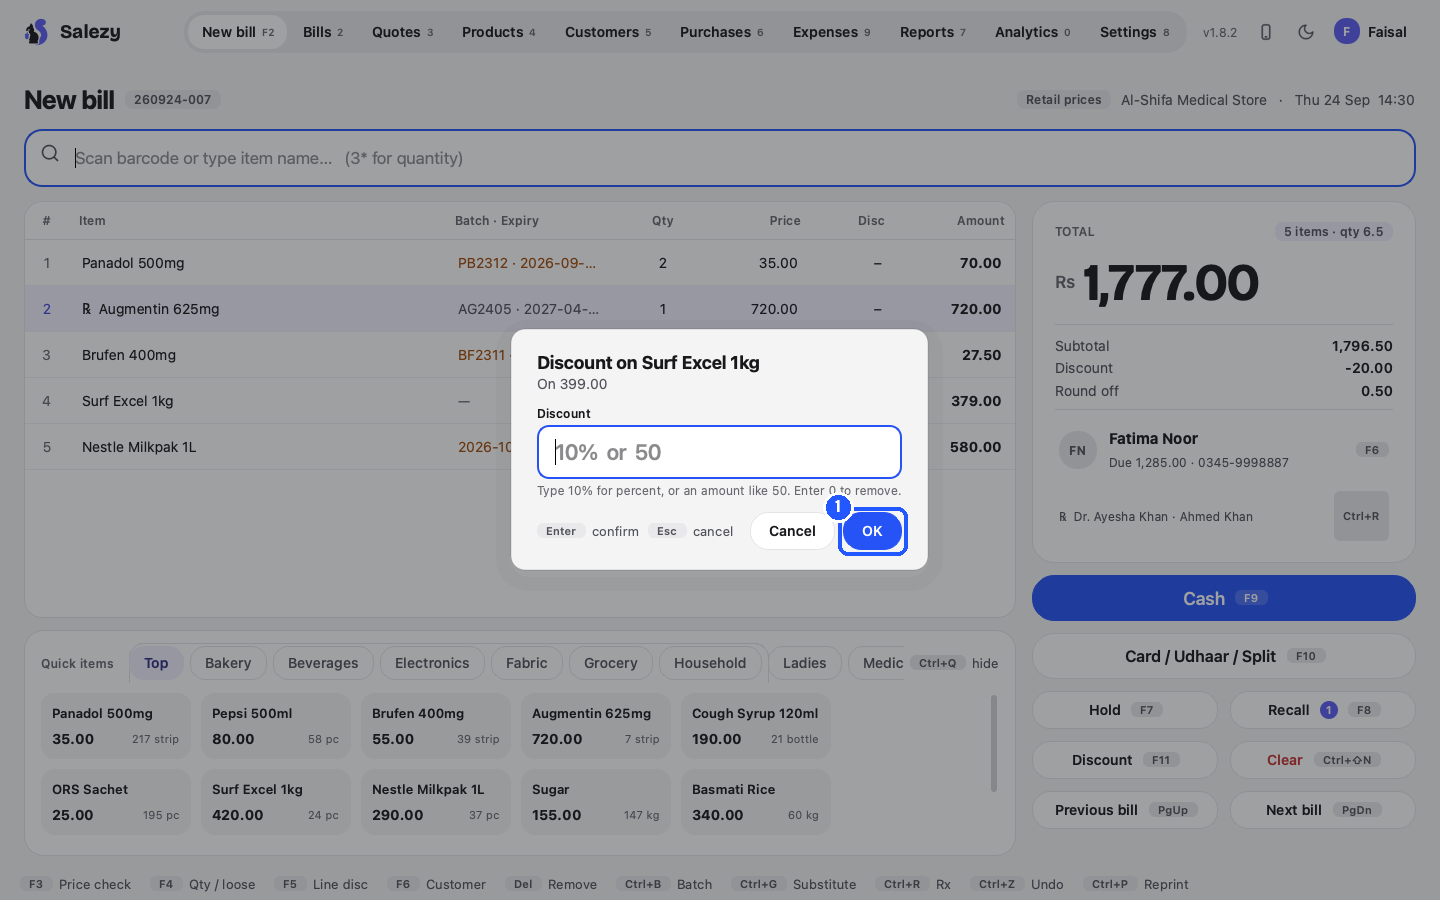 Salezy
New bill F2 Bills 2 Quotes 3 Products 4 Customers 5 Purchases 6 Expenses 9 Reports 7 Analytics 0 Settings 8 v1.8.2 F Faisal
New bill 260924-007 Retail prices Al-Shifa Medical Store · Thu 24 Sep 14:30
Scan barcode or type item name... (3* for quantity)
# Item Batch · Expiry Qty Price Disc Amount
1 Panadol 500mg PB2312 · 2026-09-... 2 35.00 – 70.00
2 ℞ Augmentin 625mg AG2405 · 2027-04-... 1 720.00 – 720.00
3 Brufen 400mg BF2311 27.50
4 Surf Excel 1kg — 379.00
5 Nestle Milkpak 1L 2026-10 580.00
Discount on Surf Excel 1kg
On 399.00
Discount
10% or 50
Type 10% for percent, or an amount like 50. Enter 0 to remove.
1
Enter confirm Esc cancel Cancel OK
TOTAL 5 items · qty 6.5
Rs 1,777.00
Subtotal 1,796.50
Discount -20.00
Round off 0.50
FN Fatima Noor F6
Due 1,285.00 · 0345-9998887
℞ Dr. Ayesha Khan · Ahmed Khan Ctrl+R
Cash F9
Card / Udhaar / Split F10
Hold F7 Recall 1 F8
Discount F11 Clear Ctrl+⇧N
Previous bill PgUp Next bill PgDn
Quick items Top Bakery Beverages Electronics Fabric Grocery Household Ladies Medic Ctrl+Q hide
Panadol 500mg Pepsi 500ml Brufen 400mg Augmentin 625mg Cough Syrup 120ml
35.00 217 strip 80.00 58 pc 55.00 39 strip 720.00 7 strip 190.00 21 bottle
ORS Sachet Surf Excel 1kg Nestle Milkpak 1L Sugar Basmati Rice
25.00 195 pc 420.00 24 pc 290.00 37 pc 155.00 147 kg 340.00 60 kg
F3 Price check F4 Qty / loose F5 Line disc F6 Customer Del Remove Ctrl+B Batch Ctrl+G Substitute Ctrl+R Rx Ctrl+Z Undo Ctrl+P Reprint